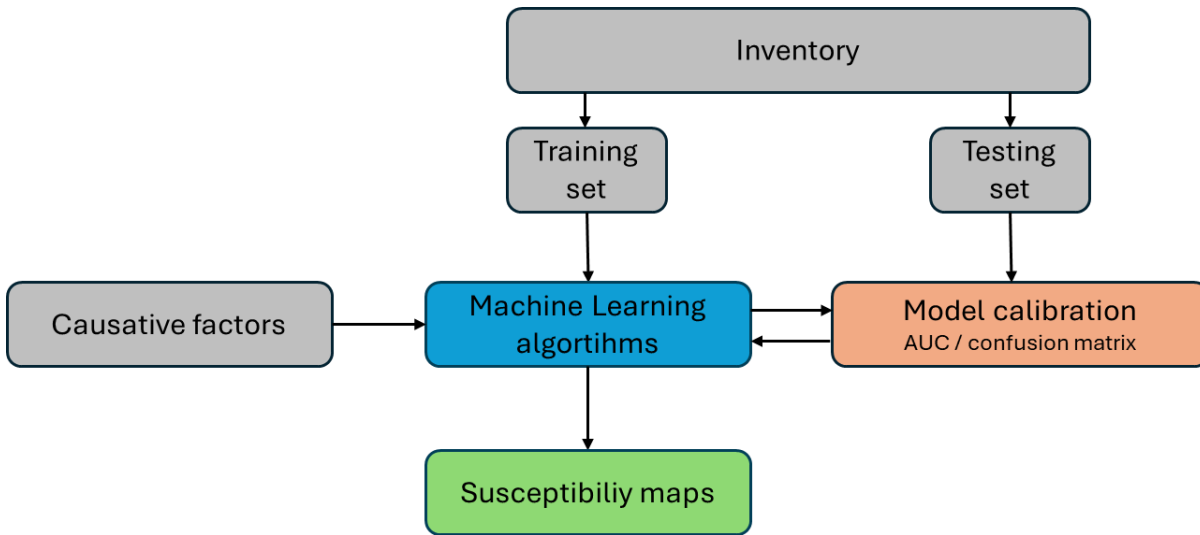 Inventory
Training
set
Testing
set
Causative factors
Machine Learning
algortihms
Model calibration
AUC / confusion matrix
Susceptibiliy maps